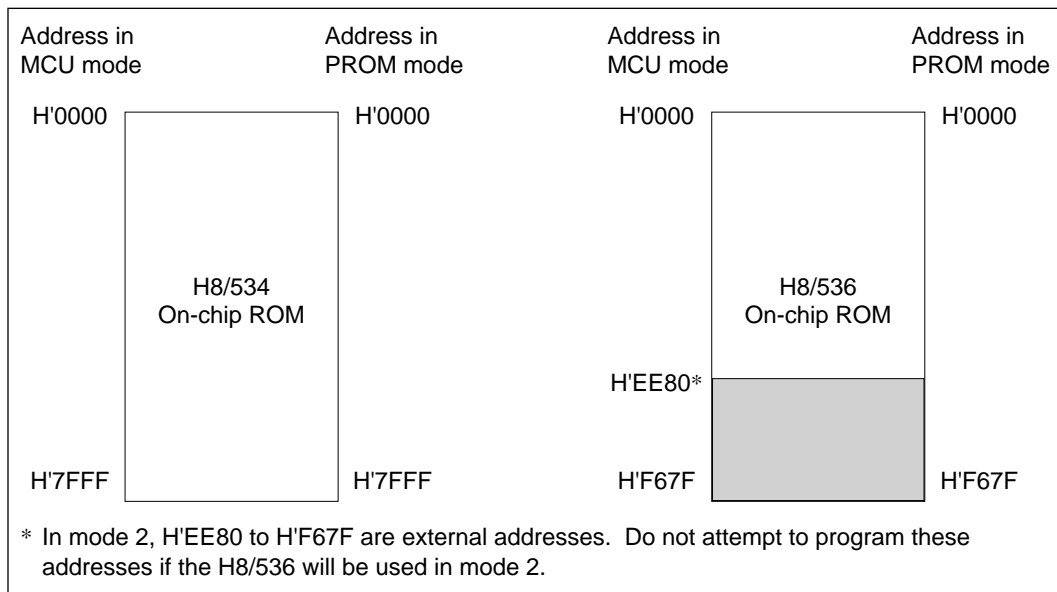 Address in
MCU mode
Address in
PROM mode
H'0000
H'0000
H8/534
On-chip ROM
H'7FFF
H'7FFF
Address in
MCU mode
Address in
PROM mode
H'0000
H'0000
H8/536
On-chip ROM
H'EE80*
H'F67F
H'F67F
* In mode 2, H'EE80 to H'F67F are external addresses.  Do not attempt to program these
addresses if the H8/536 will be used in mode 2.